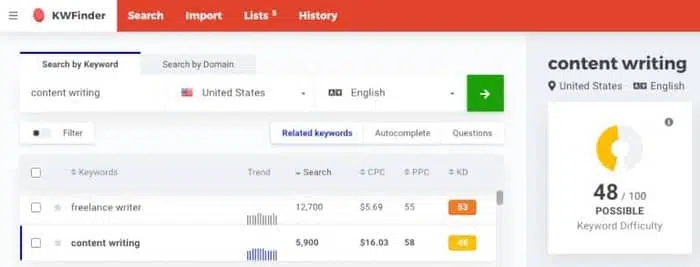 KWFinder Search Import Lists 5 History
Search by Keyword Search by Domain
content writing United States English
Filter Related keywords Autocomplete Questions
Keywords Trend Search CPC PPC KD
freelance writer 12,700 $5.69 55 53
content writing 5,900 $16.03 58 48
content writing
United States English
48 / 100
POSSIBLE
Keyword Difficulty